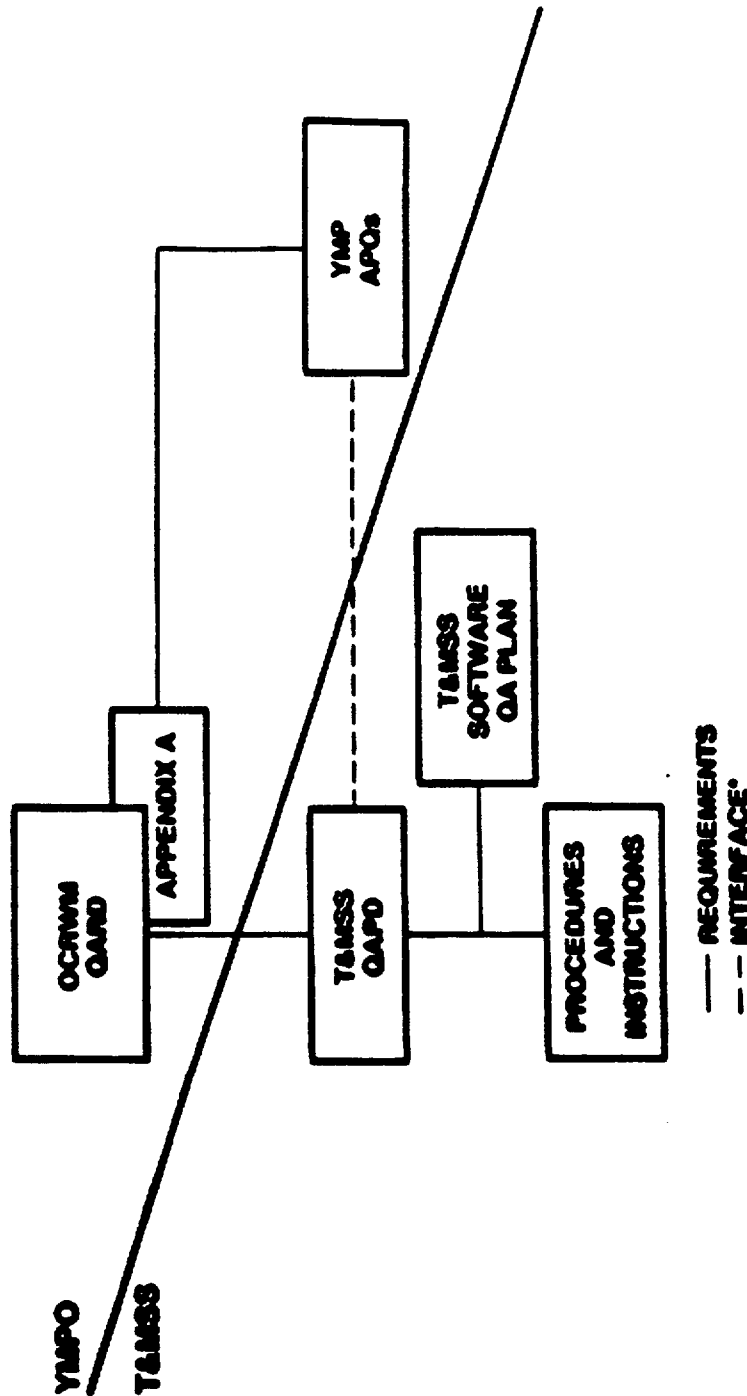 YMPO
T&MSS
OCRWM
QARD
APPENDIX A
YMP
APQs
T&MSS
QAPD
T&MSS
SOFTWARE
QA PLAN
PROCEDURES
AND
INSTRUCTIONS
—— REQUIREMENTS
– – INTERFACE*